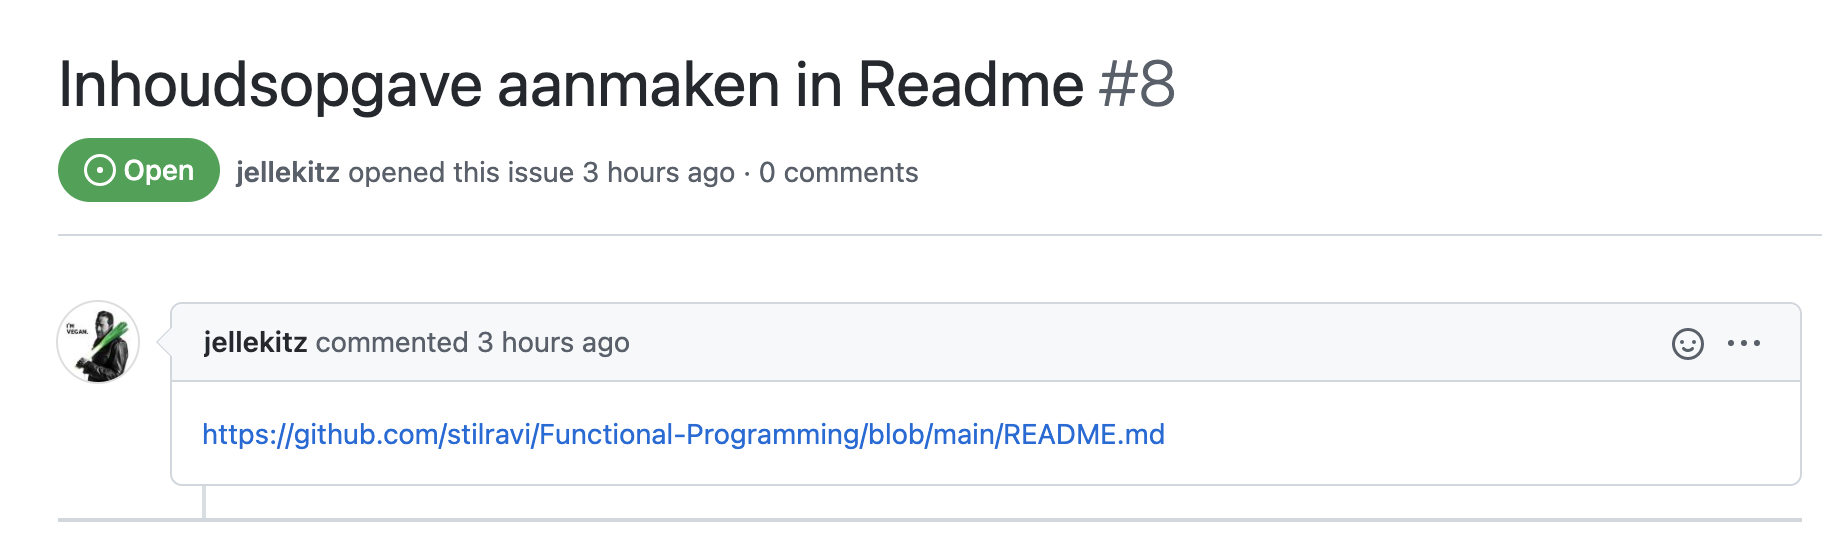 Inhoudsopgave aanmaken in Readme #8
Open jellekitz opened this issue 3 hours ago · 0 comments
I'M
VEGAN.
jellekitz commented 3 hours ago
https://github.com/stilravi/Functional-Programming/blob/main/README.md